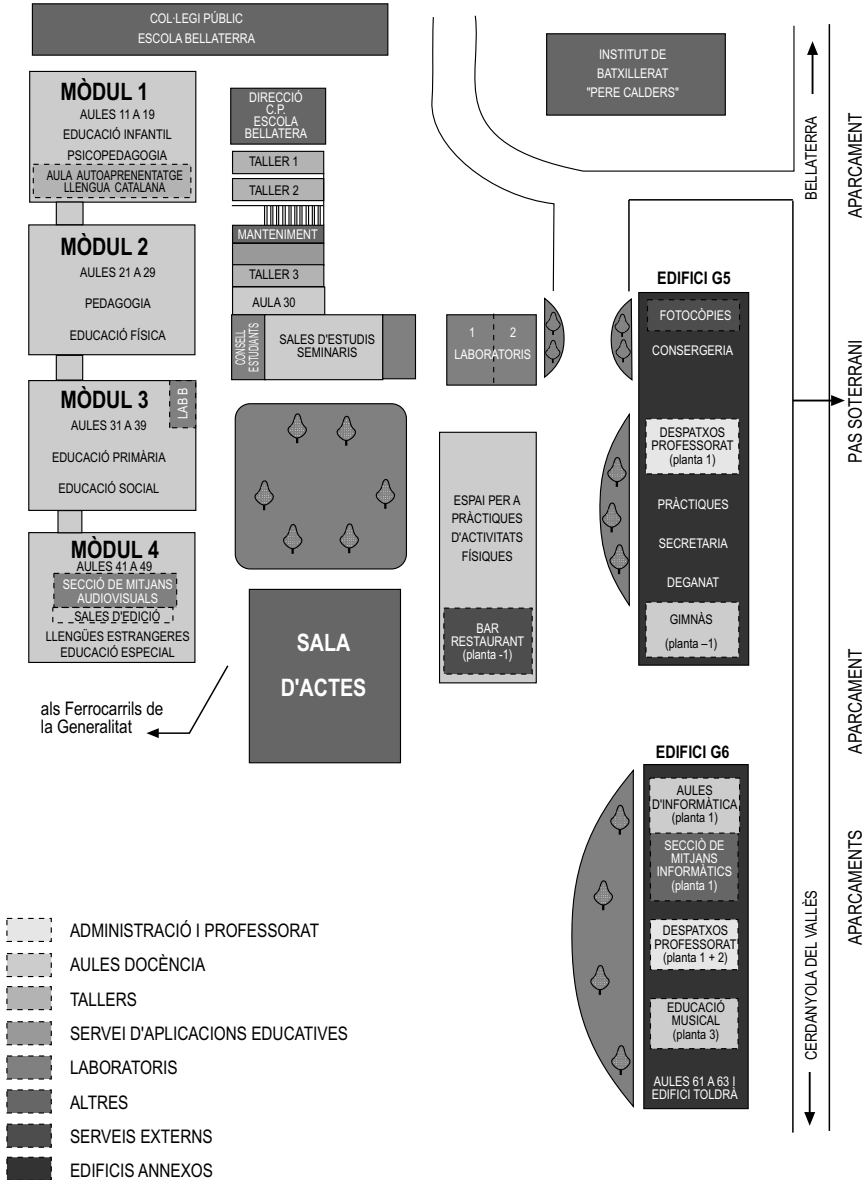 COL·LEGI PÚBLIC
ESCOLA BELLATERRA
INSTITUT DE
BATXILLERAT
"PERE CALDERS"
MÒDUL 1
AULES 11 A 19
EDUCACIÓ INFANTIL
PSICOPEDAGOGIA
AULA AUTOAPRENENTATGE
LLENGUA CATALANA
DIRECCIÓ
C.P.
ESCOLA
BELLATERA
TALLER 1
TALLER 2
MANTENIMENT
TALLER 3
AULA 30
CONSELL
ESTUDIANTS
SALES D'ESTUDIS
SEMINARIS
MÒDUL 2
AULES 21 A 29
PEDAGOGIA
EDUCACIÓ FÍSICA
1 2
LABORATORIS
MÒDUL 3
LAB B
AULES 31 A 39
EDUCACIÓ PRIMÀRIA
EDUCACIÓ SOCIAL
MÒDUL 4
AULES 41 A 49
SECCIÓ DE MITJANS
AUDIOVISUALS
SALES D'EDICIÓ
LLENGÜES ESTRANGERES
EDUCACIÓ ESPECIAL
als Ferrocarrils de
la Generalitat
SALA
D'ACTES
ESPAI PER A
PRÀCTIQUES
D'ACTIVITATS
FÍSIQUES
BAR
RESTAURANT
(planta -1)
EDIFICI G5
FOTOCÒPIES
CONSERGERIA
DESPATXOS
PROFESSORAT
(planta 1)
PRÀCTIQUES
SECRETARIA
DEGANAT
GIMNÀS
(planta –1)
EDIFICI G6
AULES
D'INFORMÀTICA
(planta 1)
SECCIÒ DE
MITJANS
INFORMÀTICS
(planta 1)
DESPATXOS
PROFESSORAT
(planta 1 + 2)
EDUCACIÓ
MUSICAL
(planta 3)
AULES 61 A 63 I
EDIFICI TOLDRÀ
BELLATERRA
APARCAMENT
PAS SOTERRANI
APARCAMENT
APARCAMENTS
CERDANYOLA DEL VALLÈS
ADMINISTRACIÓ I PROFESSORAT
AULES DOCÈNCIA
TALLERS
SERVEI D'APLICACIONS EDUCATIVES
LABORATORIS
ALTRES
SERVEIS EXTERNS
EDIFICIS ANNEXOS